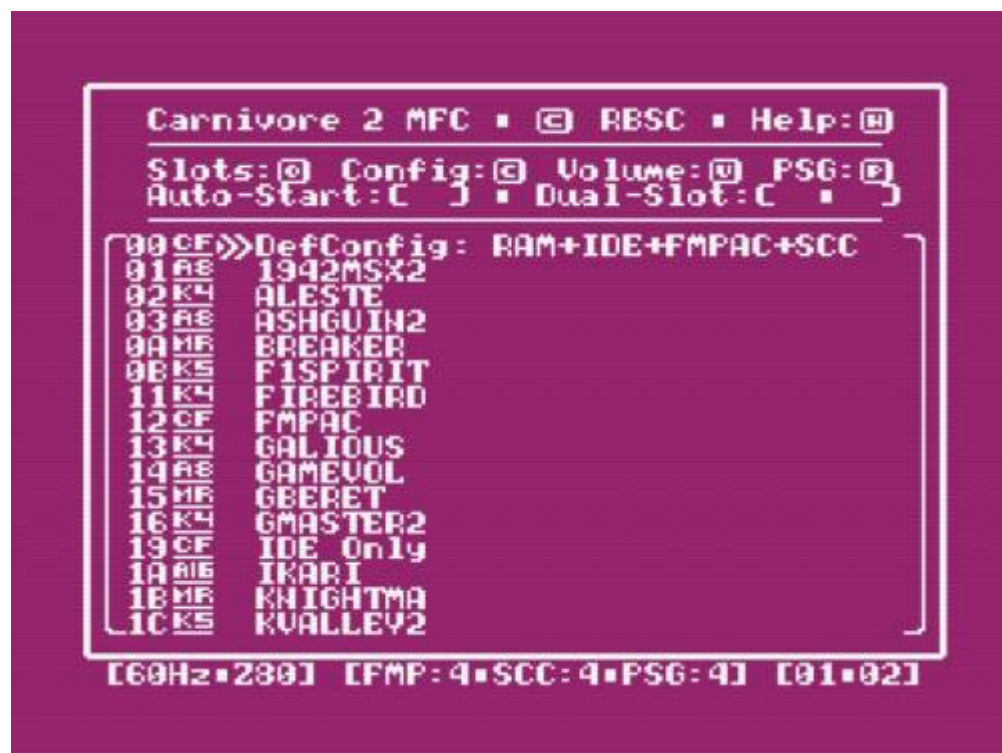 Carnivore 2 MFC ▪ © RBSC ▪ Help:H
Slots:O Config:C Volume:V PSG:P
Auto-Start:[ ] ▪ Dual-Slot:[ ▪ ]
00 CF »DefConfig: RAM+IDE+FMPAC+SCC
01 A8 1942MSX2
02 K4 ALESTE
03 A8 ASHGUIN2
0A MR BREAKER
0B K5 F1SPIRIT
11 K4 FIREBIRD
12 CF FMPAC
13 K4 GALIOUS
14 A8 GAMEVOL
15 MR GBERET
16 K4 GMASTER2
19 CF IDE Only
1A A16 IKARI
1B MR KNIGHTMA
1C K5 KVALLEY2
[60Hz▪Z80] [FMP:4▪SCC:4▪PSG:4] [01▪02]